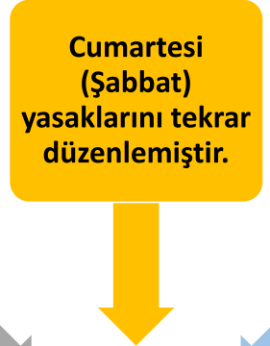 Cumartesi
(Şabbat)
yasaklarını tekrar
düzenlemiştir.